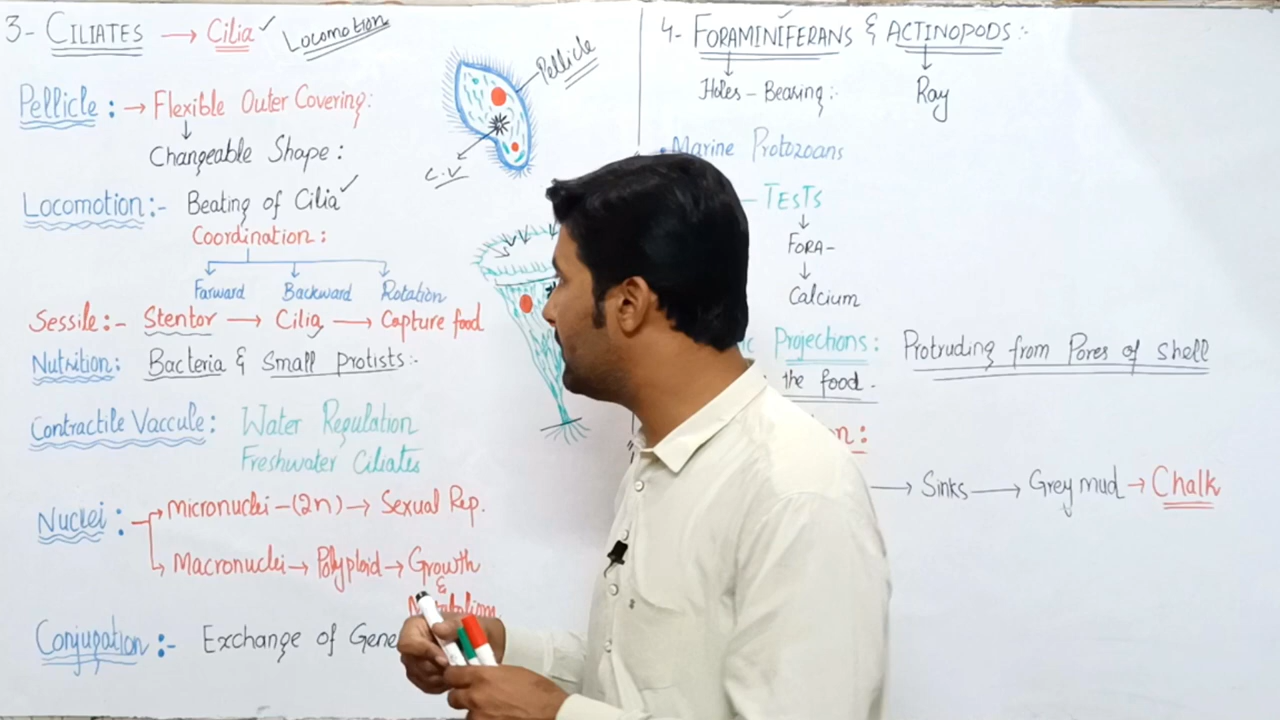 3- CILIATES → Cilia ✓ Locomotion
Pellicle : → Flexible Outer Covering:
↓
Changeable Shape :
Locomotion :- Beating of Cilia ✓
Coordination :
Farward Backward Rotation
Sessile :- Stentor → Cilia → Capture food
Nutrition : Bacteria & Small protists :-
Contractile Vaccule : Water Regulation
Freshwater Ciliates
Nuclei : → Micronuclei – (2n) → Sexual Rep.
→ Macronuclei → Polyploid → Growth
&
Conjugation :- Exchange of Gene
Pellicle
C.V
4- FORAMINIFERANS & ACTINOPODS :-
Holes – Bearing :- Ray
Marine Protozoans
– TESTS
↓
FORA –
↓
Calcium
Projections : Protruding from Pores of shell
the food .
→ Sinks → Grey mud → Chalk